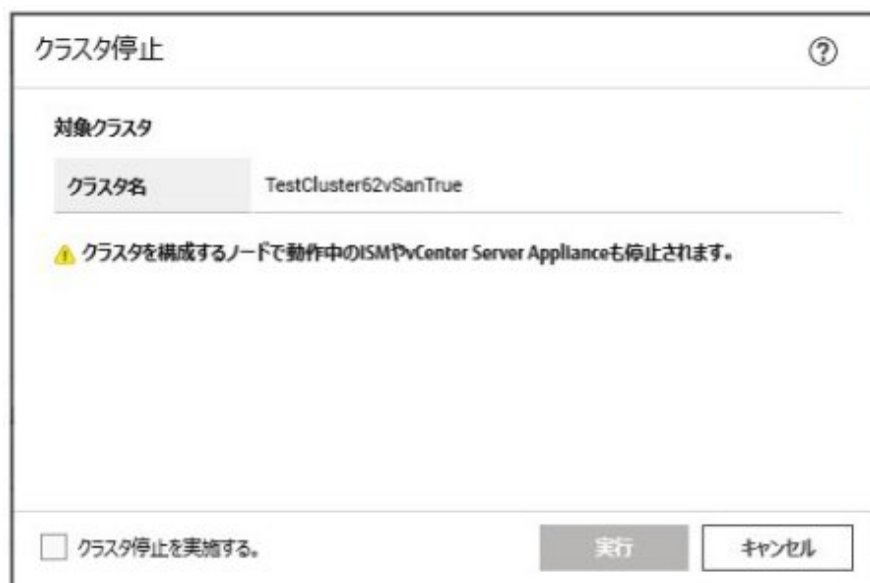 クラスタ停止
対象クラスタ
クラスタ名 TestCluster62vSanTrue
クラスタを構成するノードで動作中のISMやvCenter Server Applianceも停止されます。
クラスタ停止を実施する。 実行 キャンセル